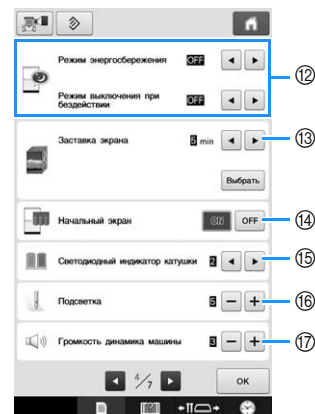 Режим энергосбережения OFF
⑫
Режим выключения при
бездействии OFF
Заставка экрана 5 min
⑬
Выбрать
Начальный экран ON OFF
⑭
Светодиодный индикатор катушки 2
⑮
Подсветка 5 − +
⑯
Громкость динамика машины 3 − +
⑰
4/7
OK